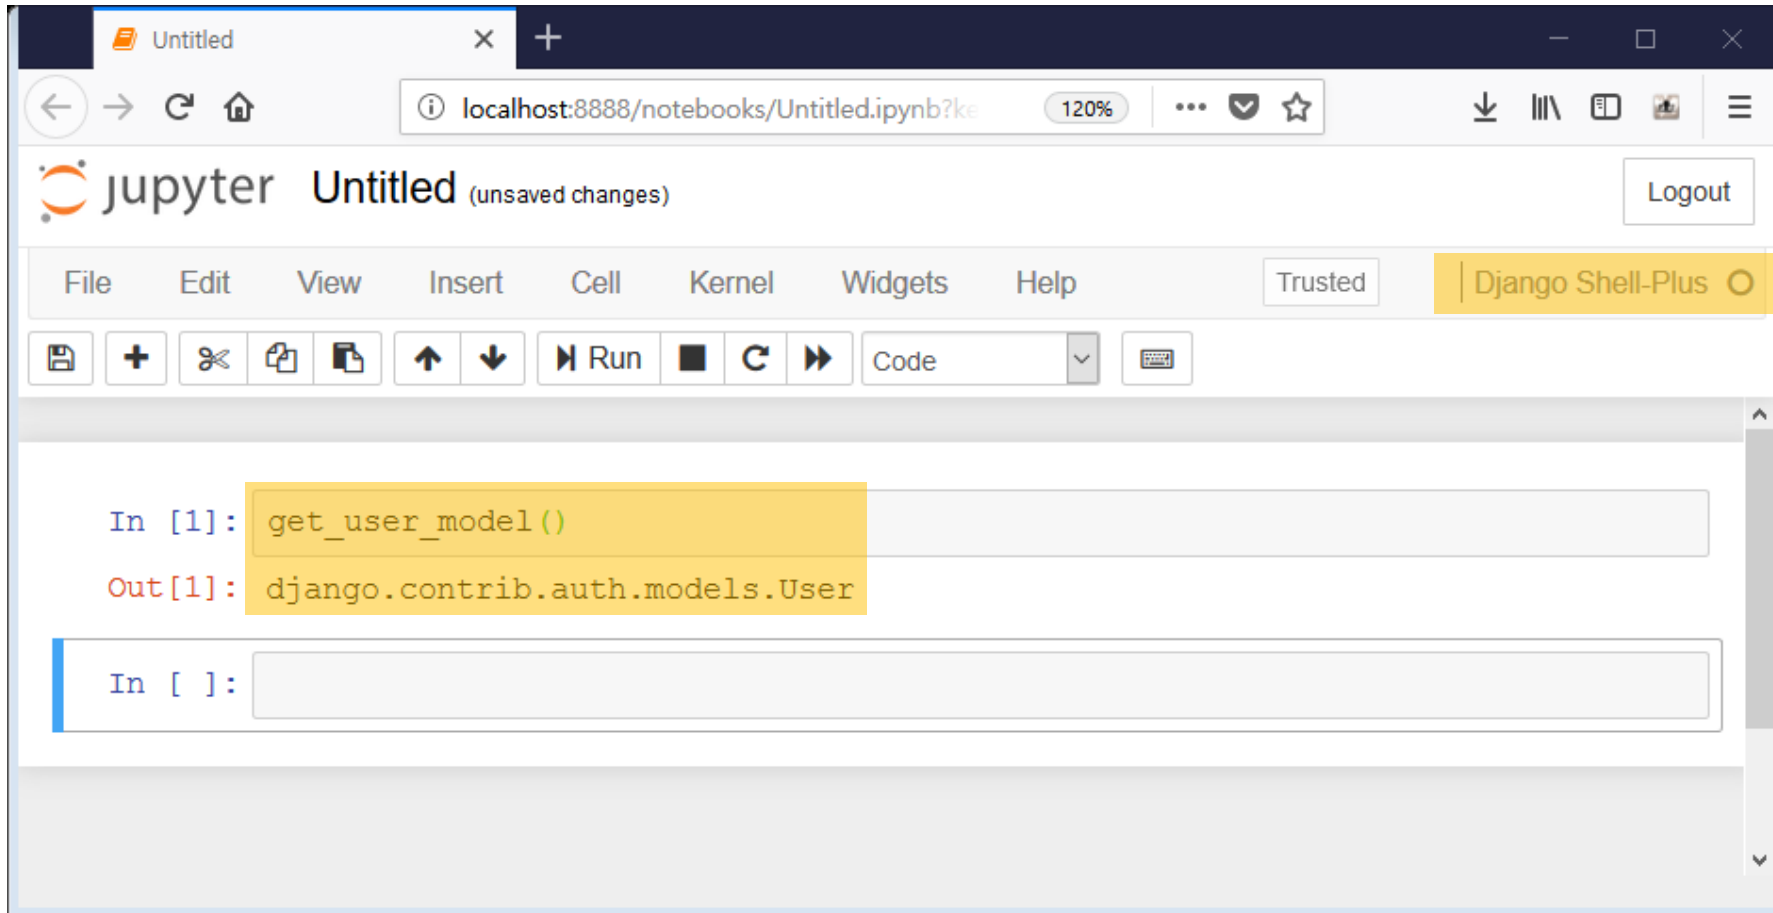 Untitled
localhost:8888/notebooks/Untitled.ipynb?ke 120%
jupyter Untitled (unsaved changes) Logout
File Edit View Insert Cell Kernel Widgets Help Trusted Django Shell-Plus
Run Code
In [1]: get_user_model()
Out[1]: django.contrib.auth.models.User
In [ ]: